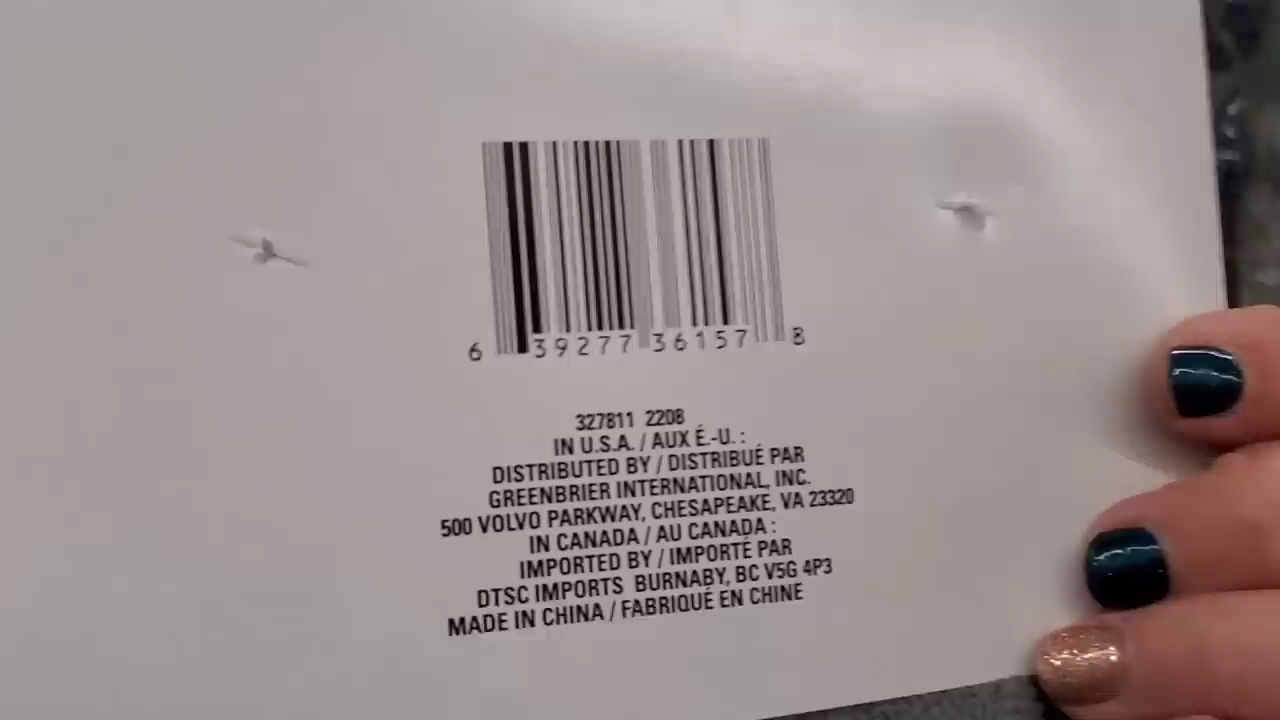 6 39277 36157 8
327811 2208
IN U.S.A. / AUX É.-U. :
DISTRIBUTED BY / DISTRIBUÉ PAR
GREENBRIER INTERNATIONAL, INC.
500 VOLVO PARKWAY, CHESAPEAKE, VA 23320
IN CANADA / AU CANADA :
IMPORTED BY / IMPORTÉ PAR
DTSC IMPORTS BURNABY, BC V5G 4P3
MADE IN CHINA / FABRIQUÉ EN CHINE